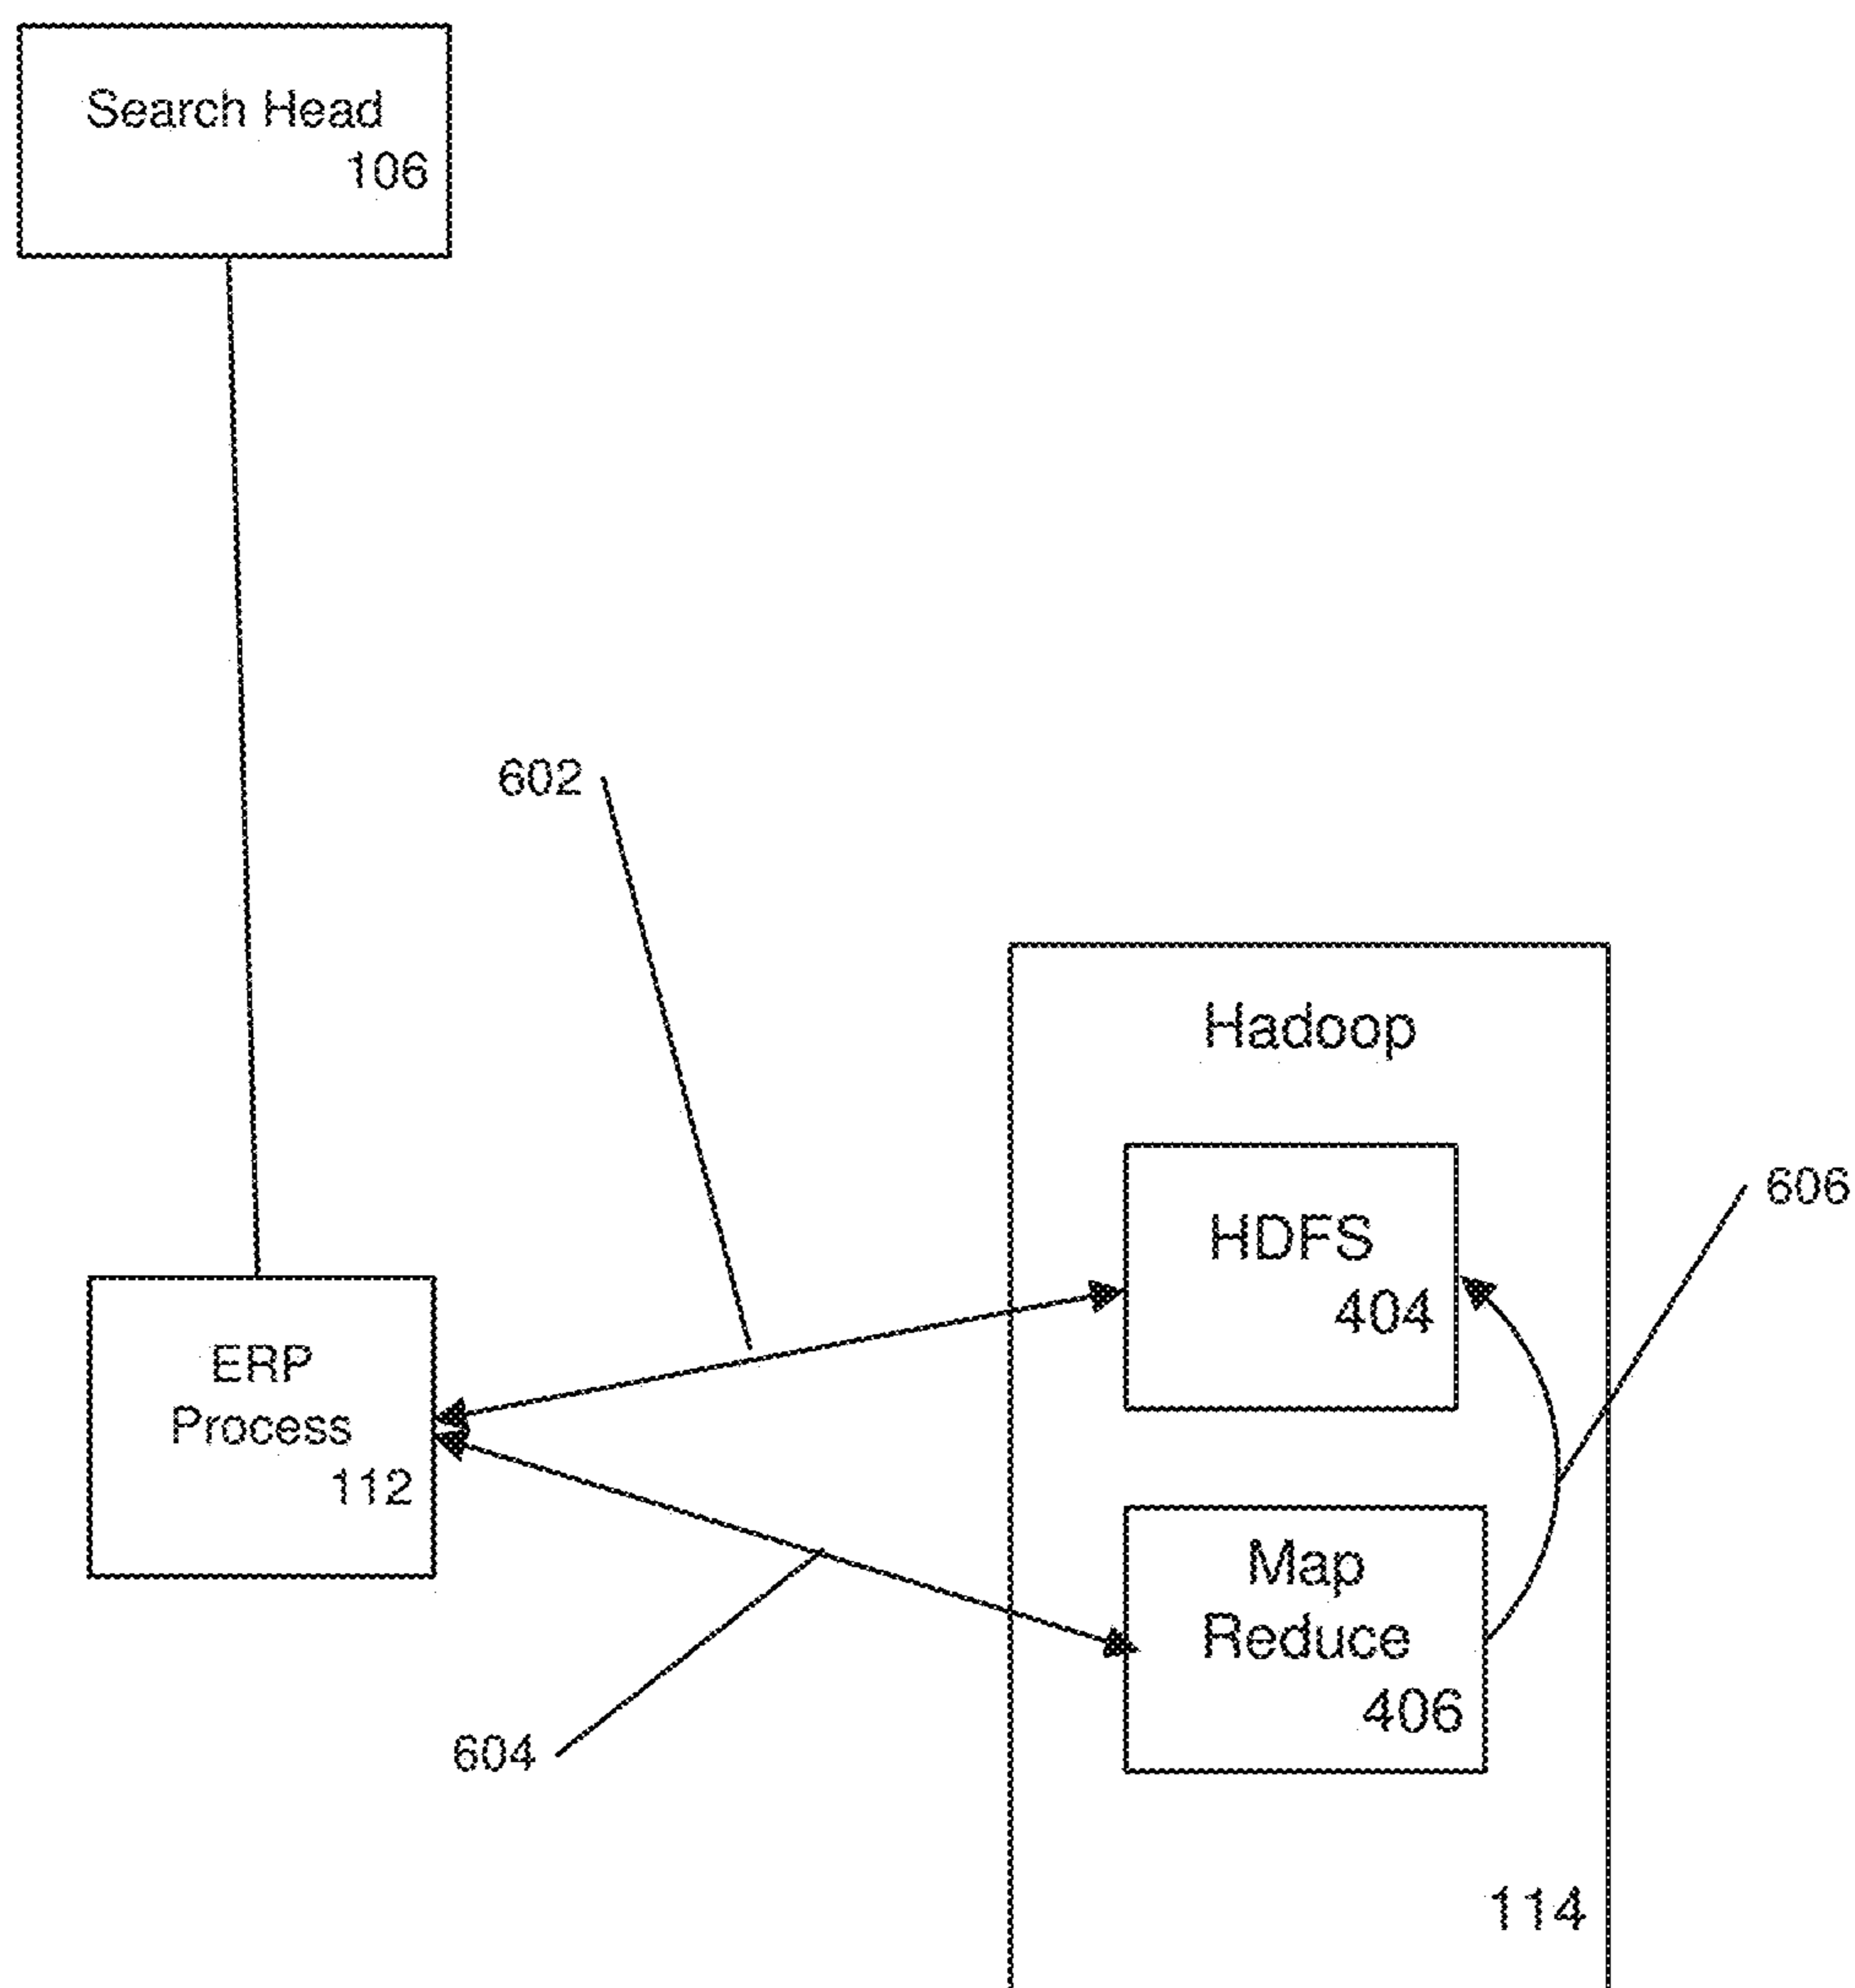 Search Head
106
602
Hadoop
606
HDFS
404
ERP
Process
112
Map
Reduce
406
604
114